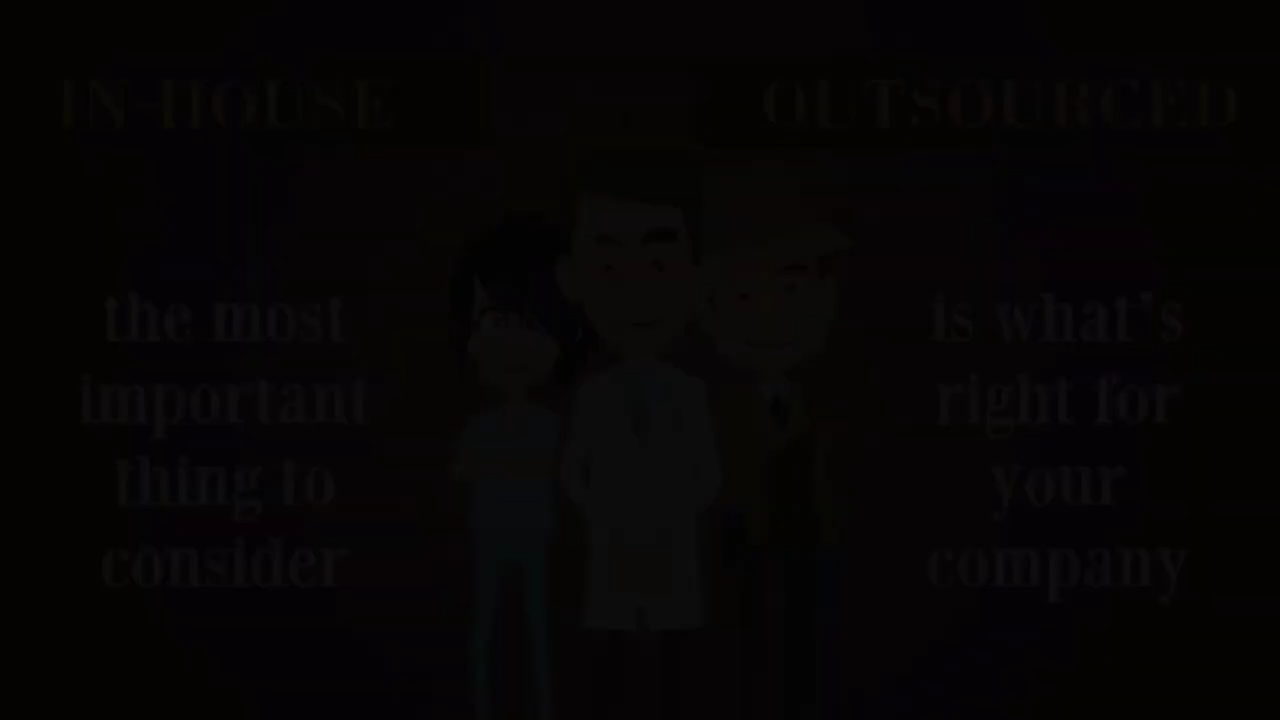 IN-HOUSE
OUTSOURCED
the most
important
thing to
consider
is what's
right for
your
company